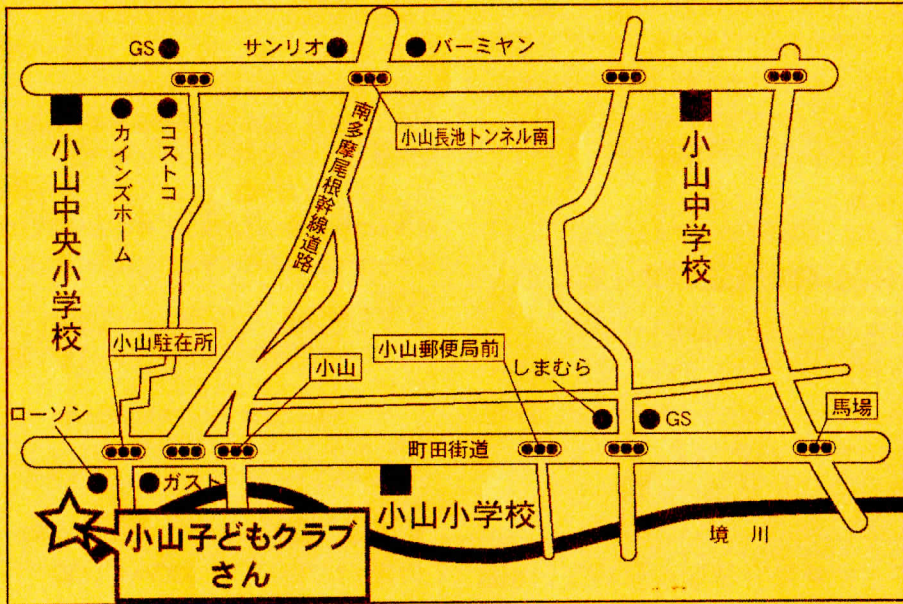 GS
サンリオ
バーミヤン
小山長池トンネル南
南多摩尾根幹線道路
小山中央小学校
カインズホーム
コストコ
小山中学校
小山駐在所
小山
小山郵便局前
しまむら
GS
馬場
ローソン
町田街道
ガスト
小山小学校
境川
小山子どもクラブ
さん